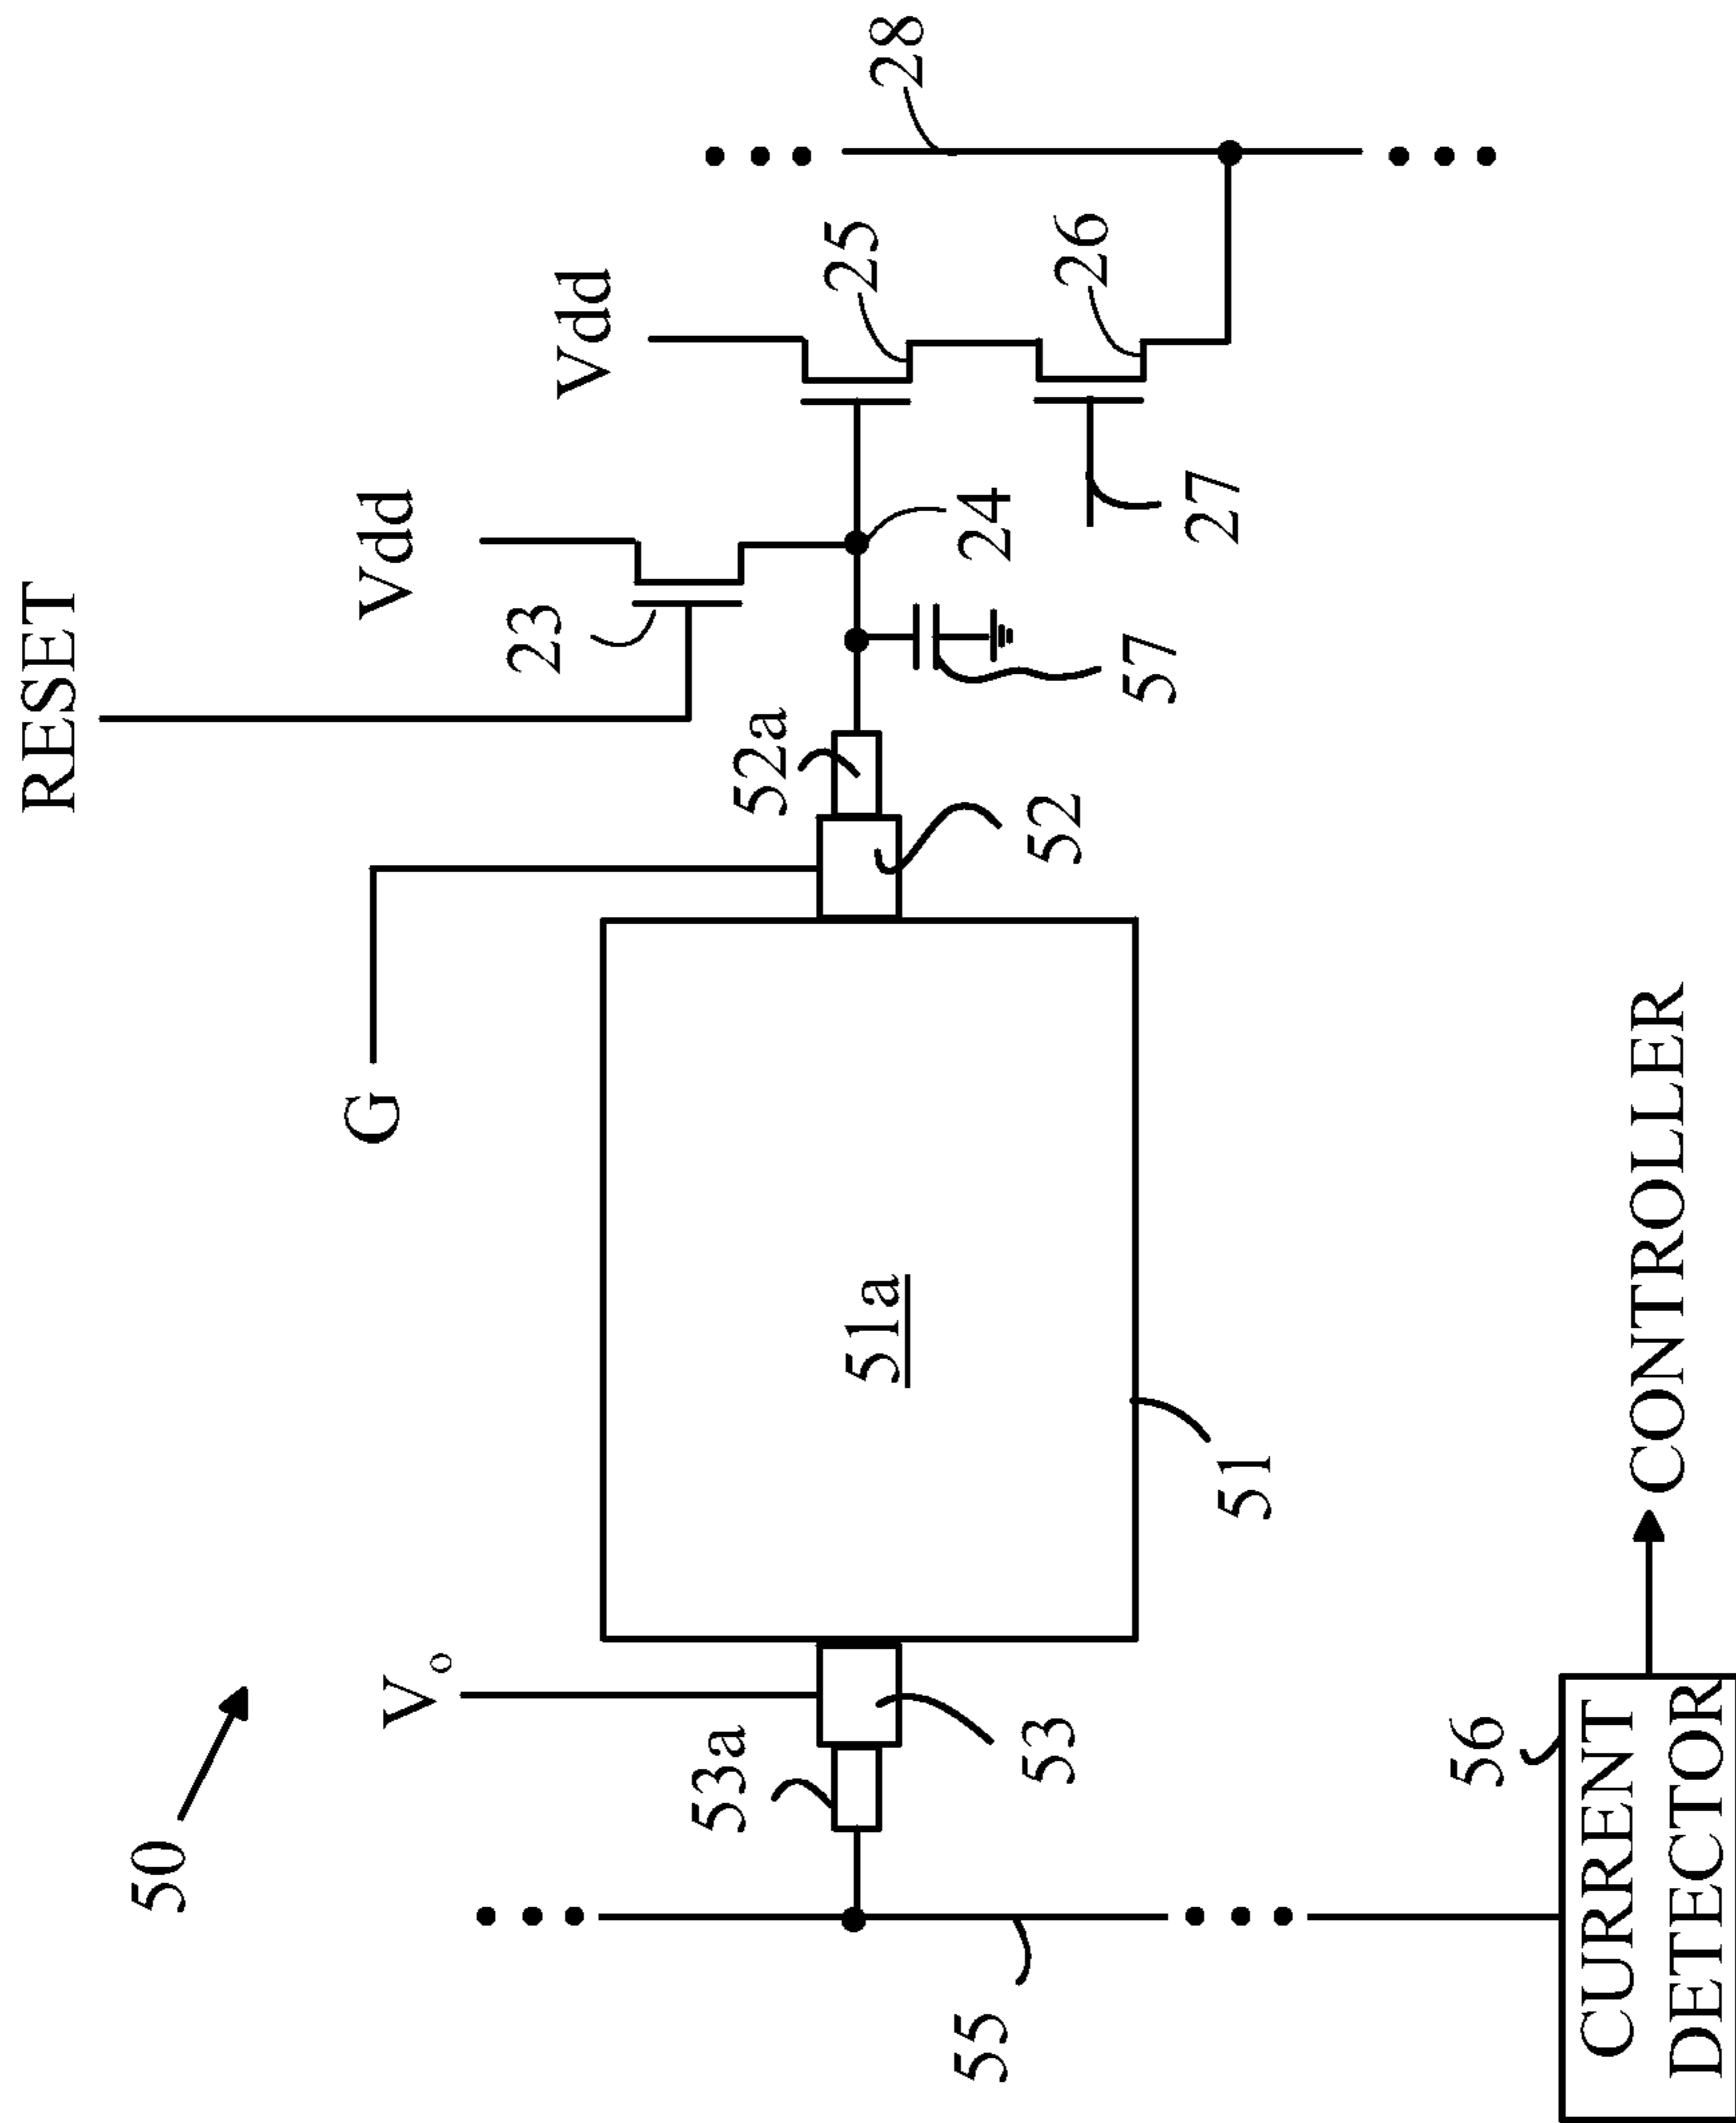 RESET
Vdd
Vdd
28
25
26
23
24
27
57
52a
52
G
51a
51
Vo
53a
53
50
55
56
CURRENT
DETECTOR
CONTROLLER